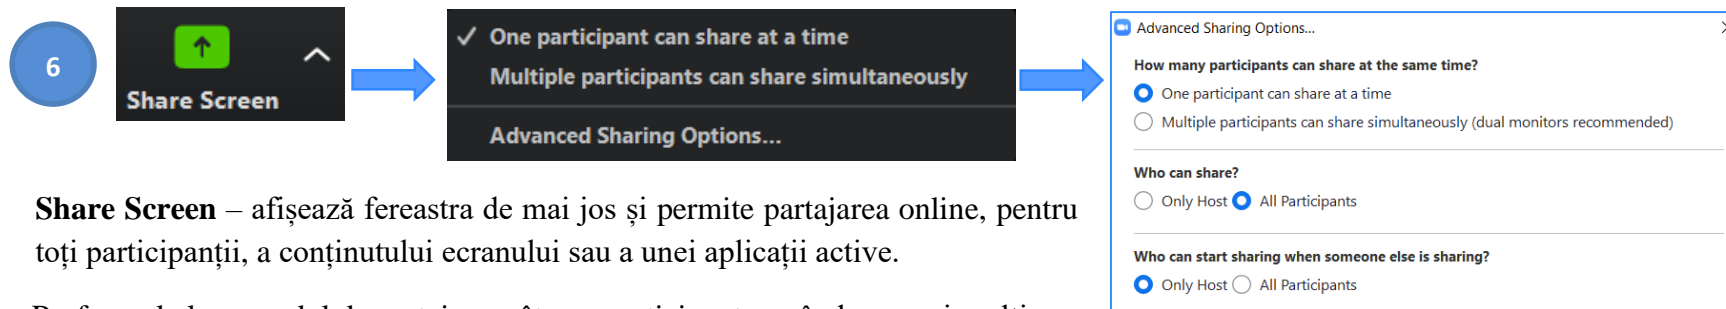 6
Share Screen
✓ One participant can share at a time
Multiple participants can share simultaneously
Advanced Sharing Options...
Advanced Sharing Options...
How many participants can share at the same time?
One participant can share at a time
Multiple participants can share simultaneously (dual monitors recommended)
Who can share?
Only Host All Participants
Who can start sharing when someone else is sharing?
Only Host All Participants
Share Screen – afișează fereastra de mai jos și permite partajarea online, pentru
toți participanții, a conținutului ecranului sau a unei aplicații active.